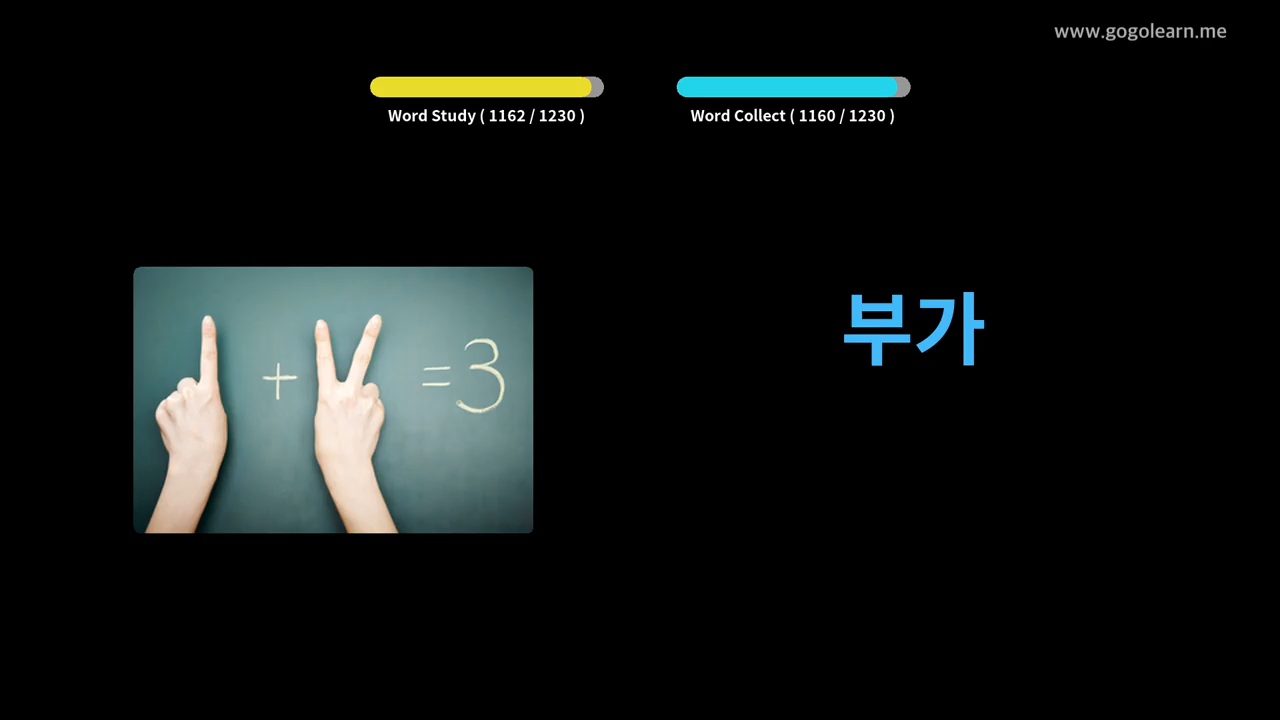 www.gogolearn.me
Word Study ( 1162 / 1230 )
Word Collect ( 1160 / 1230 )
+ =3
부가